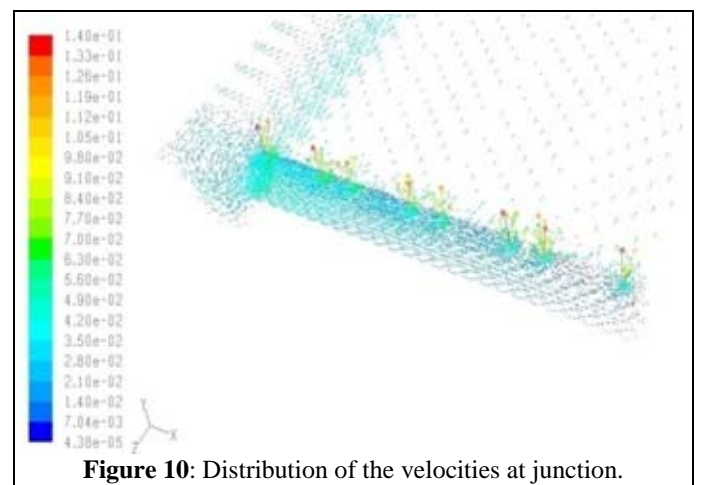 1.40e-01
1.33e-01
1.26e-01
1.19e-01
1.12e-01
1.05e-01
9.80e-02
9.10e-02
8.40e-02
7.70e-02
7.00e-02
6.30e-02
5.60e-02
4.90e-02
4.20e-02
3.50e-02
2.80e-02
2.10e-02
1.40e-02
7.04e-03
4.38e-05
Y
X
Z
Figure 10: Distribution of the velocities at junction.